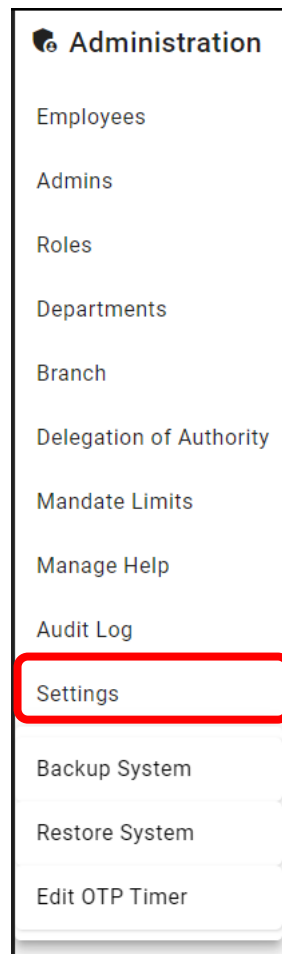 Administration
Employees
Admins
Roles
Departments
Branch
Delegation of Authority
Mandate Limits
Manage Help
Audit Log
Settings
Backup System
Restore System
Edit OTP Timer